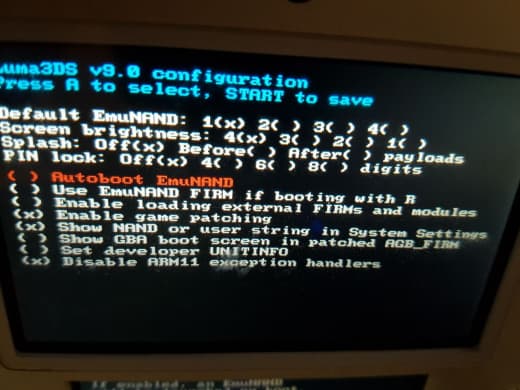 Luma3DS v9.0 configuration
Press A to select, START to save
Default EmuNAND: 1(x) 2( ) 3( ) 4( )
Screen brightness: 4(x) 3( ) 2( ) 1( )
Splash: Off(x) Before( ) After( ) payloads
PIN lock: Off(x) 4( ) 6( ) 8( ) digits
( ) Autoboot EmuNAND
( ) Use EmuNAND FIRM if booting with R
( ) Enable loading external FIRMs and modules
(x) Enable game patching
(x) Show NAND or user string in System Settings
( ) Show GBA boot screen in patched AGB_FIRM
( ) Set developer UNITINFO
(x) Disable ARM11 exception handlers
If enabled, an EmuNAND